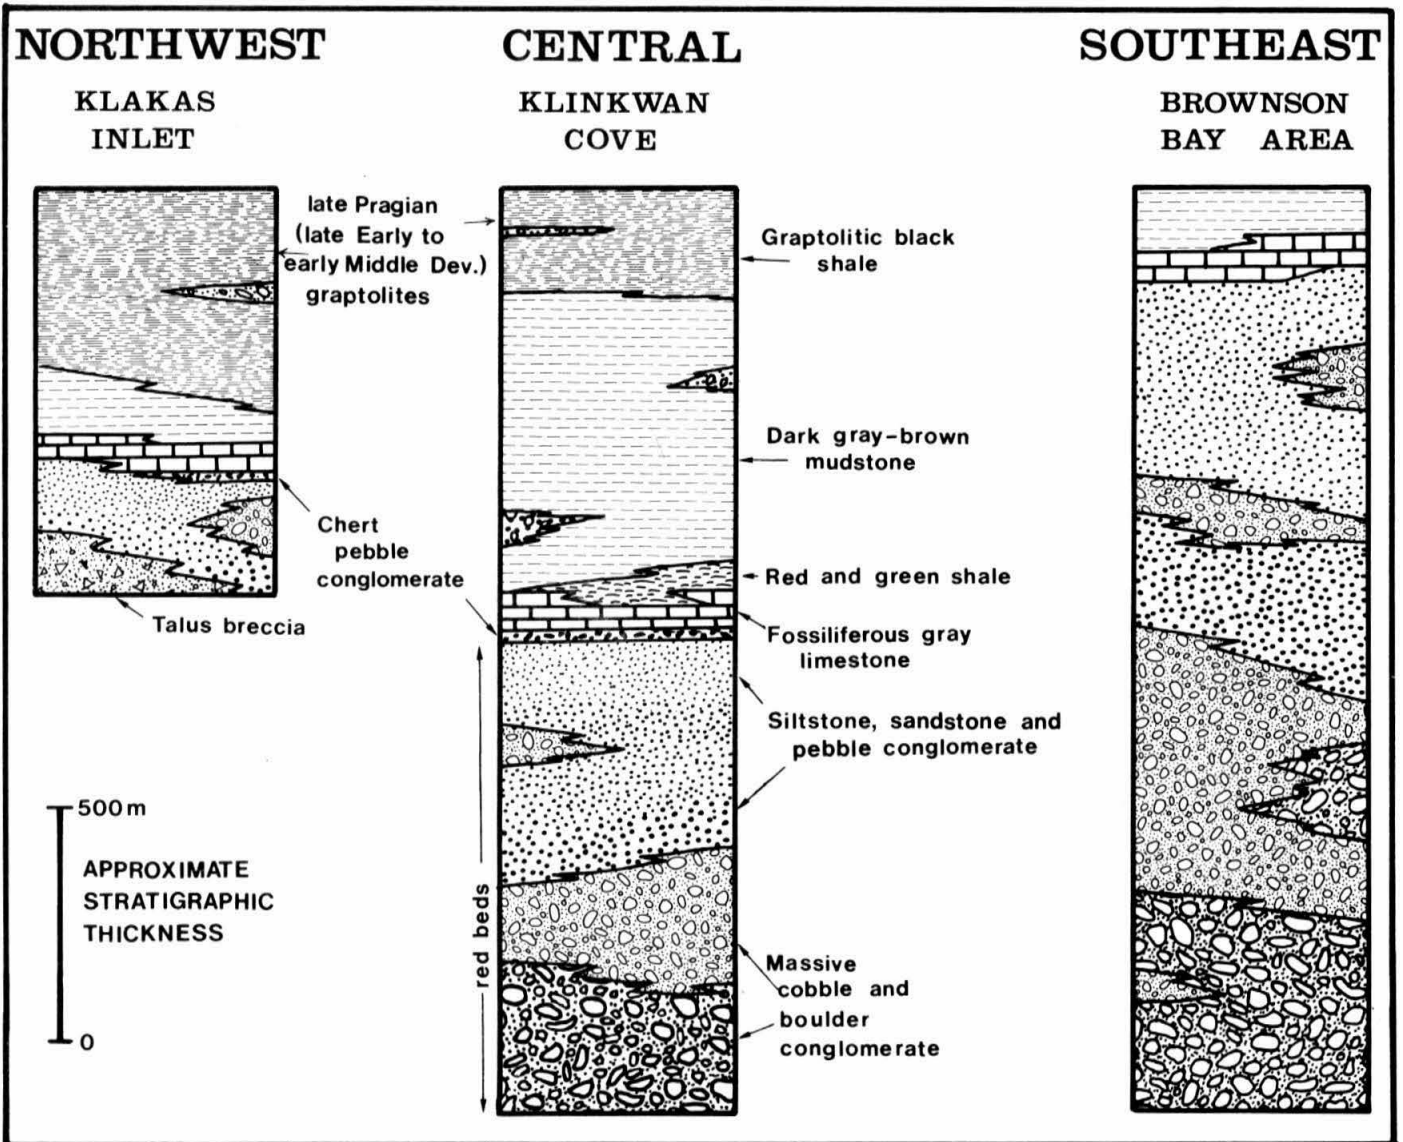 NORTHWEST
KLAKAS
INLET
CENTRAL
KLINKWAN
COVE
SOUTHEAST
BROWNSON
BAY AREA
late Pragian
(late Early to
early Middle Dev.)
graptolites
Graptolitic black
shale
Dark gray-brown
mudstone
Chert
pebble
conglomerate
Red and green shale
Talus breccia
Fossiliferous gray
limestone
Siltstone, sandstone and
pebble conglomerate
500m
APPROXIMATE
STRATIGRAPHIC
THICKNESS
0
red beds
Massive
cobble and
boulder
conglomerate